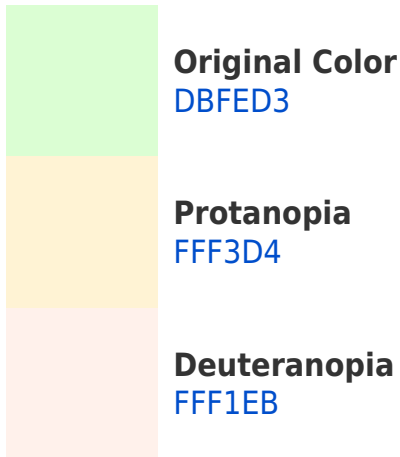 Original Color
DBFED3
Protanopia
FFF3D4
Deuteranopia
FFF1EB